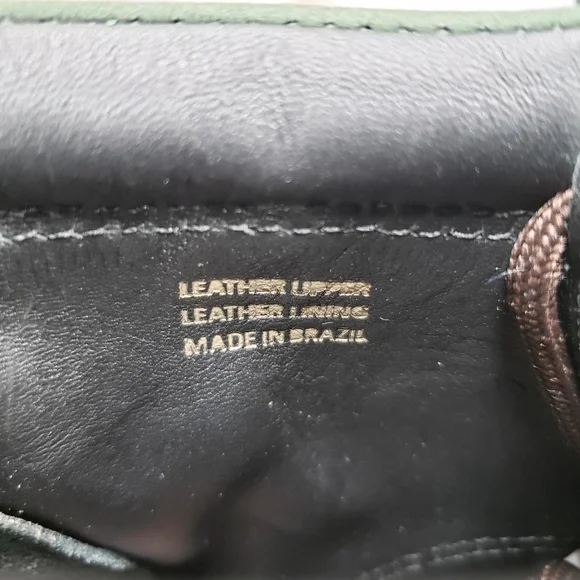 LEATHER UPPER
LEATHER LINING
MADE IN BRAZIL